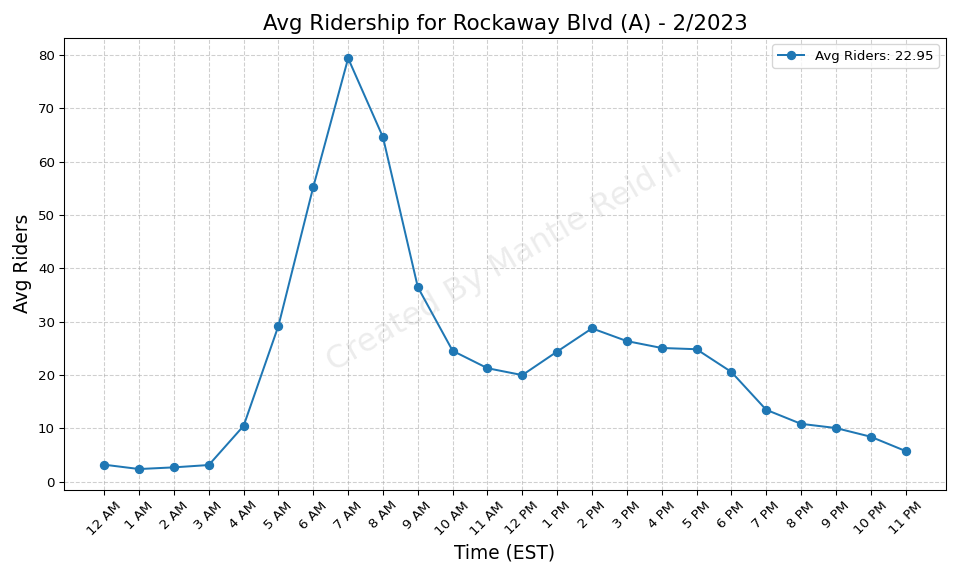 Avg Ridership for Rockaway Blvd (A) - 2/2023
Avg Riders: 22.95
Avg Riders
80
70
60
50
40
30
20
10
0
Created By Mantie Reid II
12 AM
1 AM
2 AM
3 AM
4 AM
5 AM
6 AM
7 AM
8 AM
9 AM
10 AM
11 AM
12 PM
1 PM
2 PM
3 PM
4 PM
5 PM
6 PM
7 PM
8 PM
9 PM
10 PM
11 PM
Time (EST)